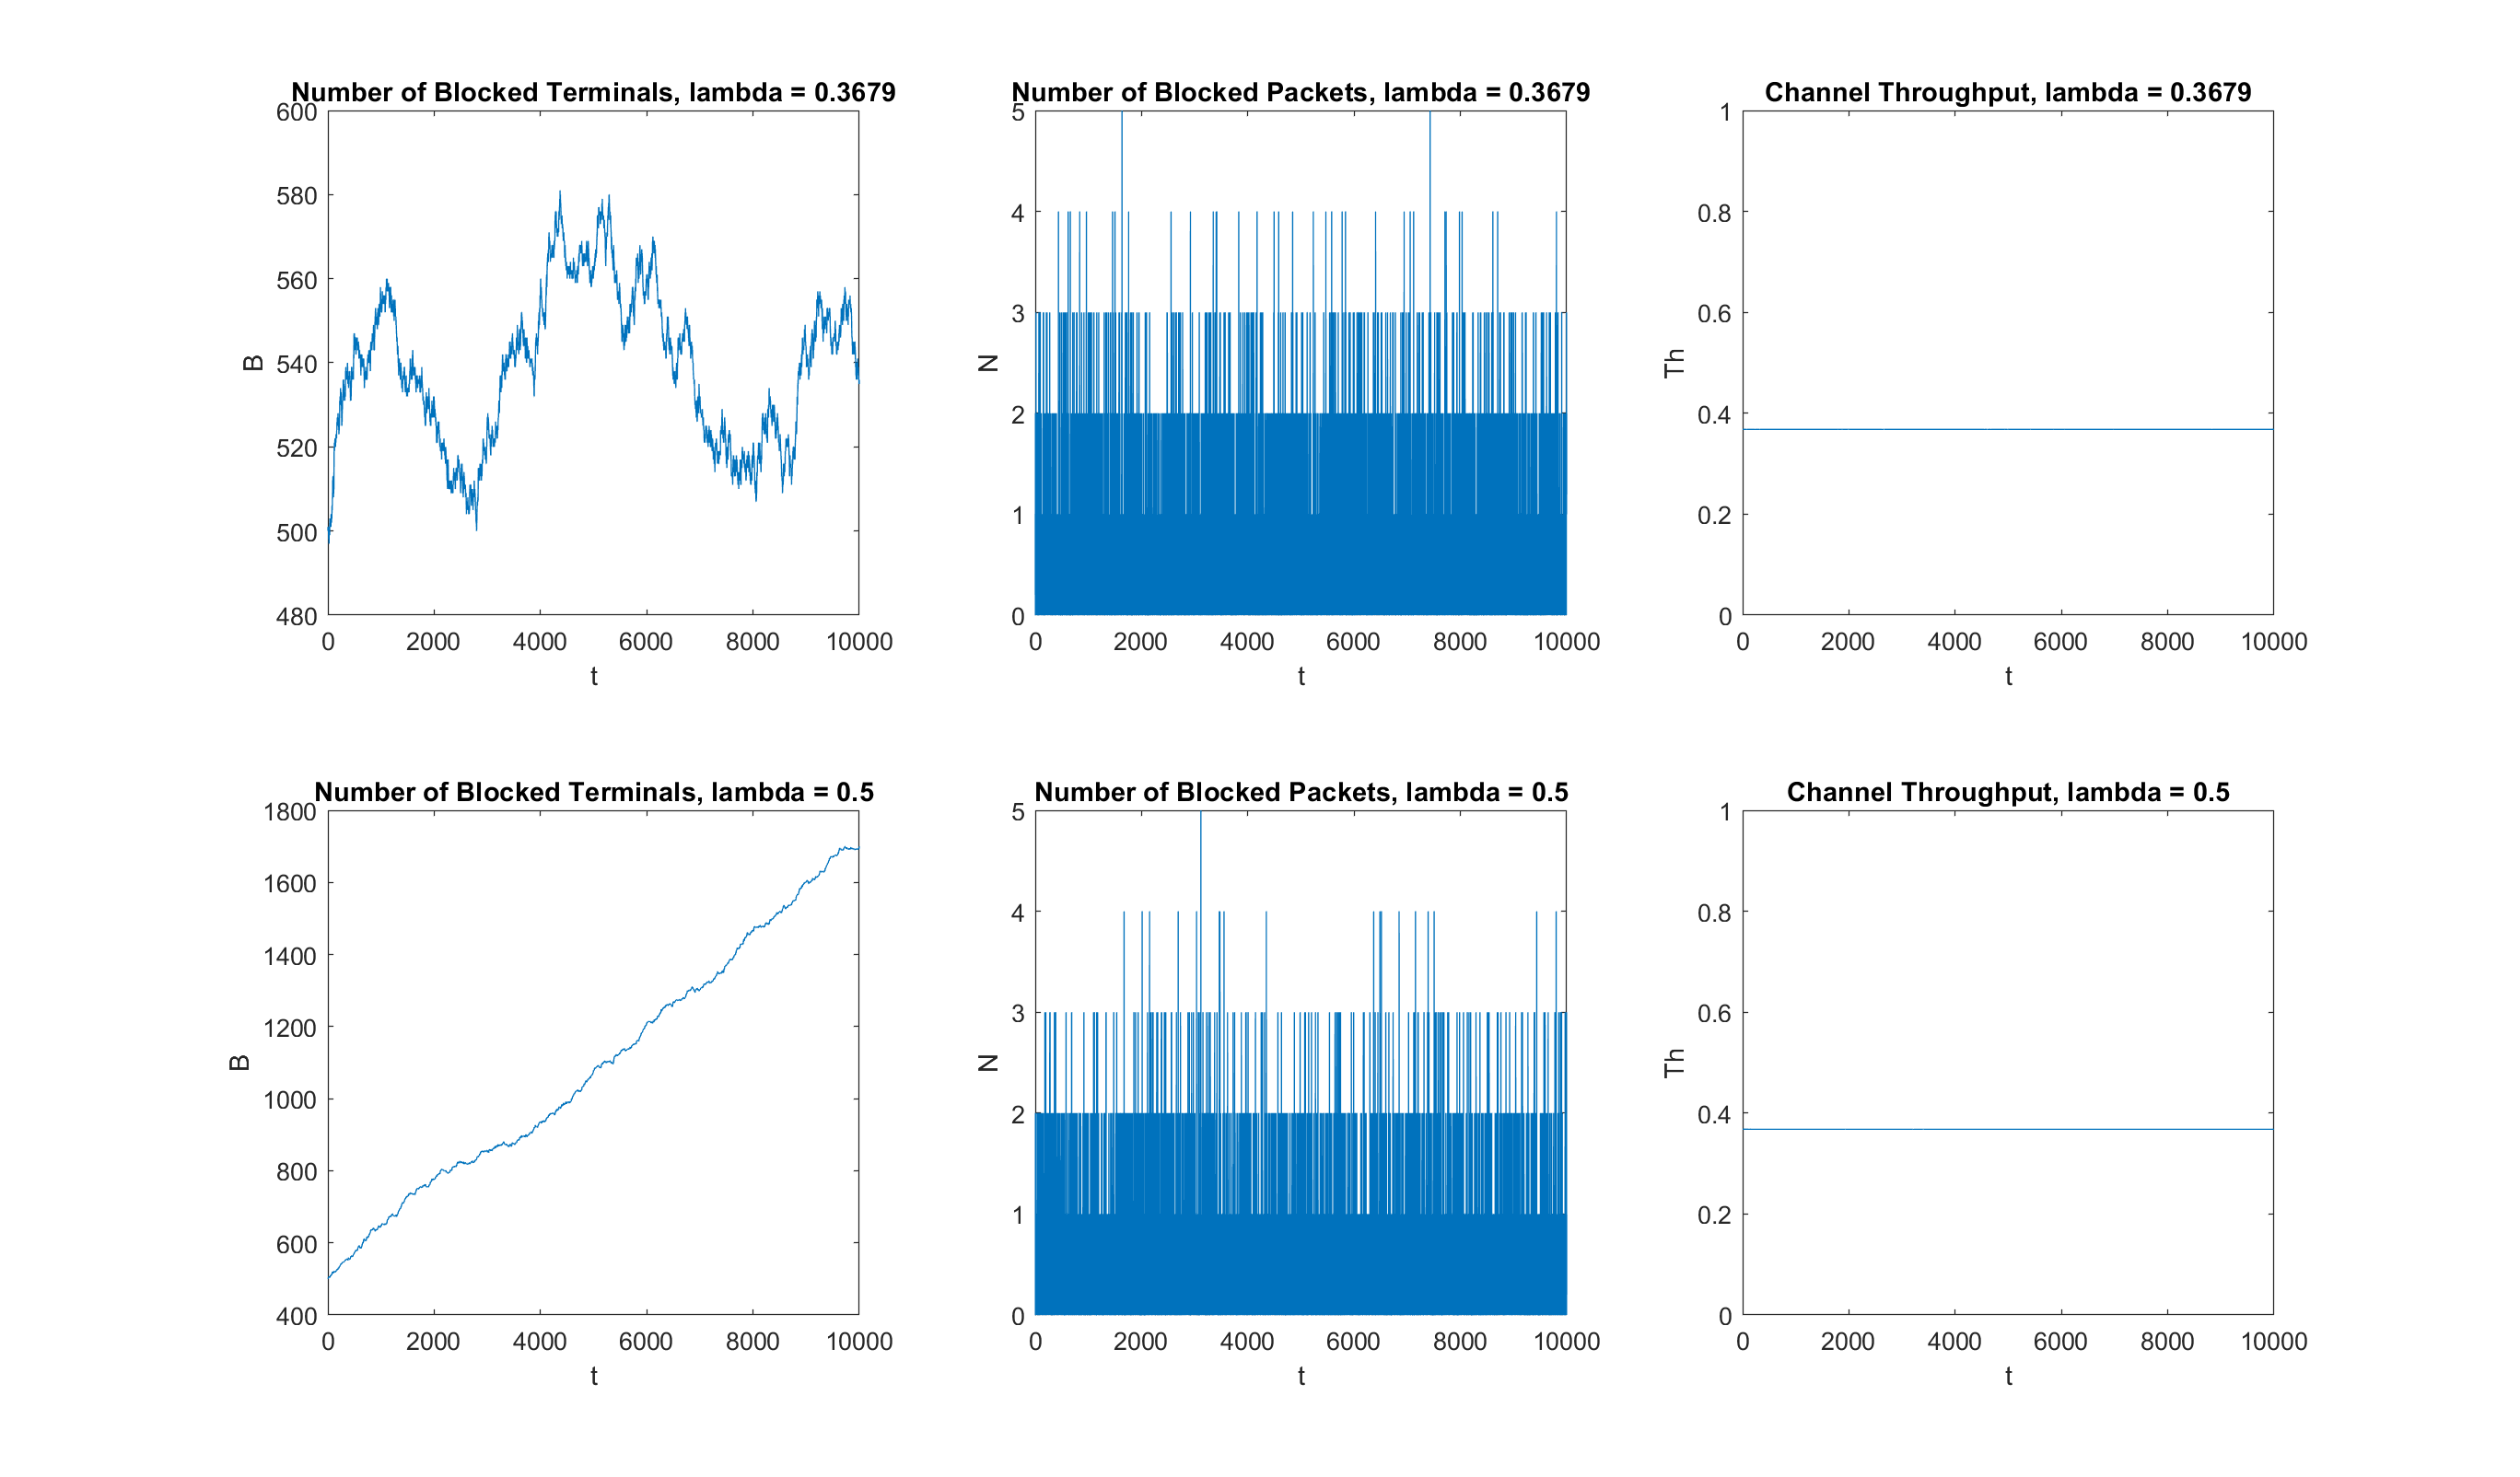 Number of Blocked Terminals, lambda = 0.3679
600
580
560
540
520
500
480
B
0 2000 4000 6000 8000 10000
t
Number of Blocked Packets, lambda = 0.3679
5
4
3
2
1
0
N
0 2000 4000 6000 8000 10000
t
Channel Throughput, lambda = 0.3679
1
0.8
0.6
0.4
0.2
0
Th
0 2000 4000 6000 8000 10000
t
Number of Blocked Terminals, lambda = 0.5
1800
1600
1400
1200
1000
800
600
400
B
0 2000 4000 6000 8000 10000
t
Number of Blocked Packets, lambda = 0.5
5
4
3
2
1
0
N
0 2000 4000 6000 8000 10000
t
Channel Throughput, lambda = 0.5
1
0.8
0.6
0.4
0.2
0
Th
0 2000 4000 6000 8000 10000
t